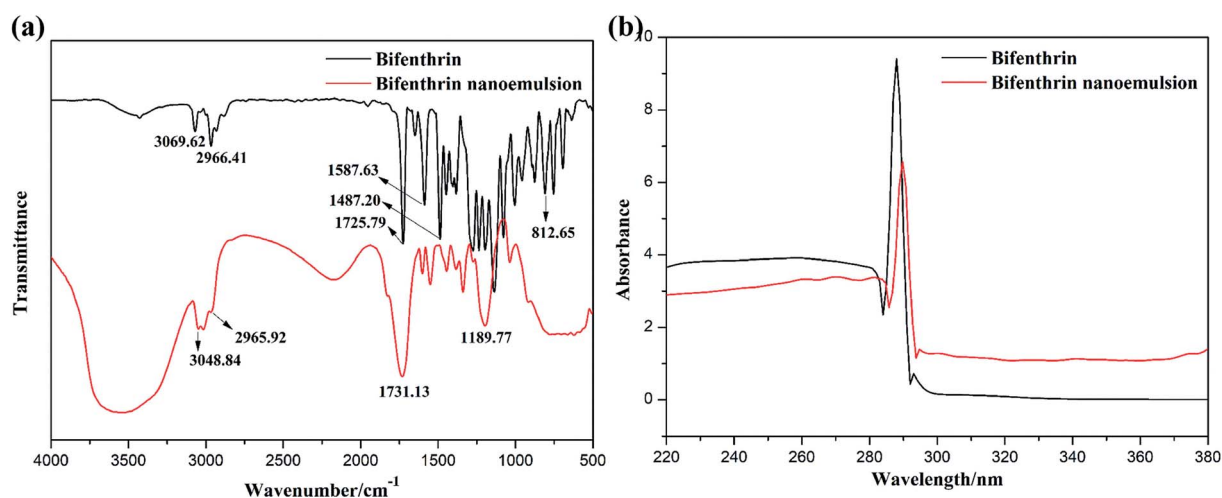 (a)
Bifenthrin
Bifenthrin nanoemulsion
3069.62
2966.41
1587.63
1487.20
1725.79
812.65
2965.92
3048.84
1189.77
1731.13
Transmittance
4000 3500 3000 2500 2000 1500 1000 500
Wavenumber/cm⁻¹
(b)
Bifenthrin
Bifenthrin nanoemulsion
10
8
6
4
2
0
Absorbance
220 240 260 280 300 320 340 360 380
Wavelength/nm